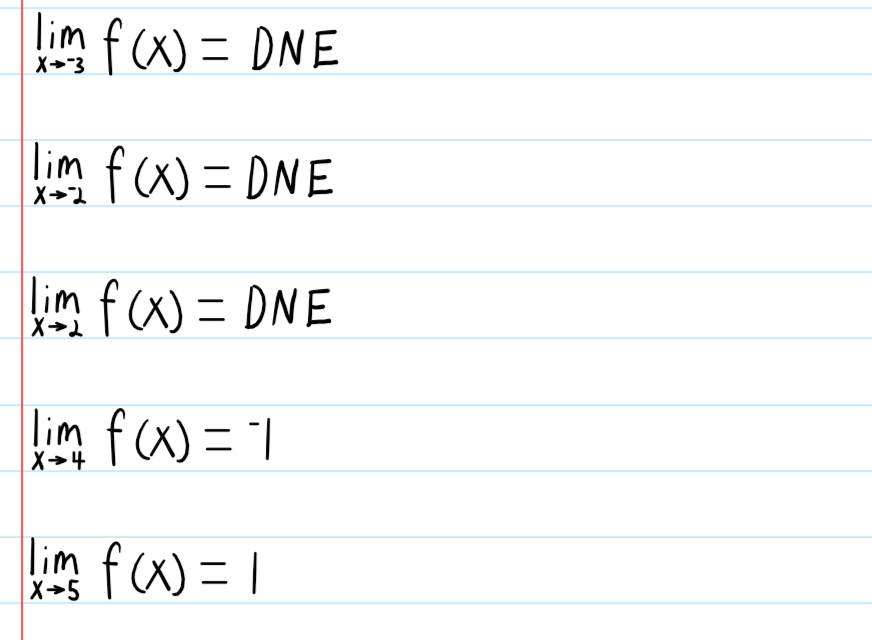 lim x→⁻3 f(x) = DNE
lim x→⁻2 f(x) = DNE
lim x→2 f(x) = DNE
lim x→4 f(x) = ⁻1
lim x→5 f(x) = 1